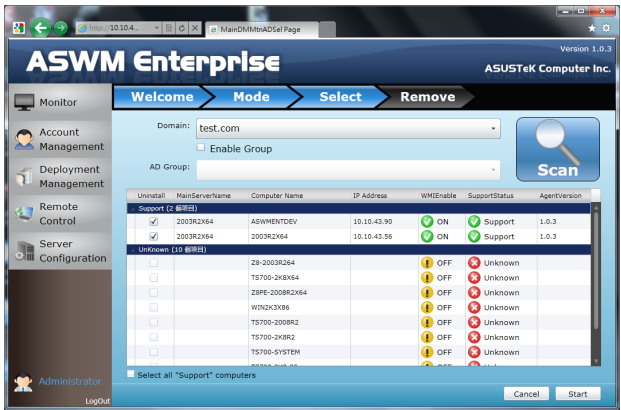 http://
10.10.4...
MainDMMtnADSel Page
Version 1.0.3
ASWM Enterprise
ASUSTeK Computer Inc.
Welcome Mode Select Remove
Monitor
Account
Management
Deployment
Management
Remote
Control
Server
Configuration
Administrator
LogOut
Domain: test.com
Enable Group
AD Group:
Scan
Uninstall MainServerName Computer Name IP Address WMIEnable SupportStatus AgentVersion
Support (2 個項目)
2003R2X64 ASWMENTDEV 10.10.43.90 ON Support 1.0.3
2003R2X64 2003R2X64 10.10.43.56 ON Support 1.0.3
UnKnown (10 個項目)
Z8-2003R264 OFF Unknown
TS700-2K8X64 OFF Unknown
Z8PE-2008R2X64 OFF Unknown
WIN2K3X86 OFF Unknown
TS700-2008R2 OFF Unknown
TS700-2K8R2 OFF Unknown
TS700-SYSTEM OFF Unknown
Select all "Support" computers
Cancel Start